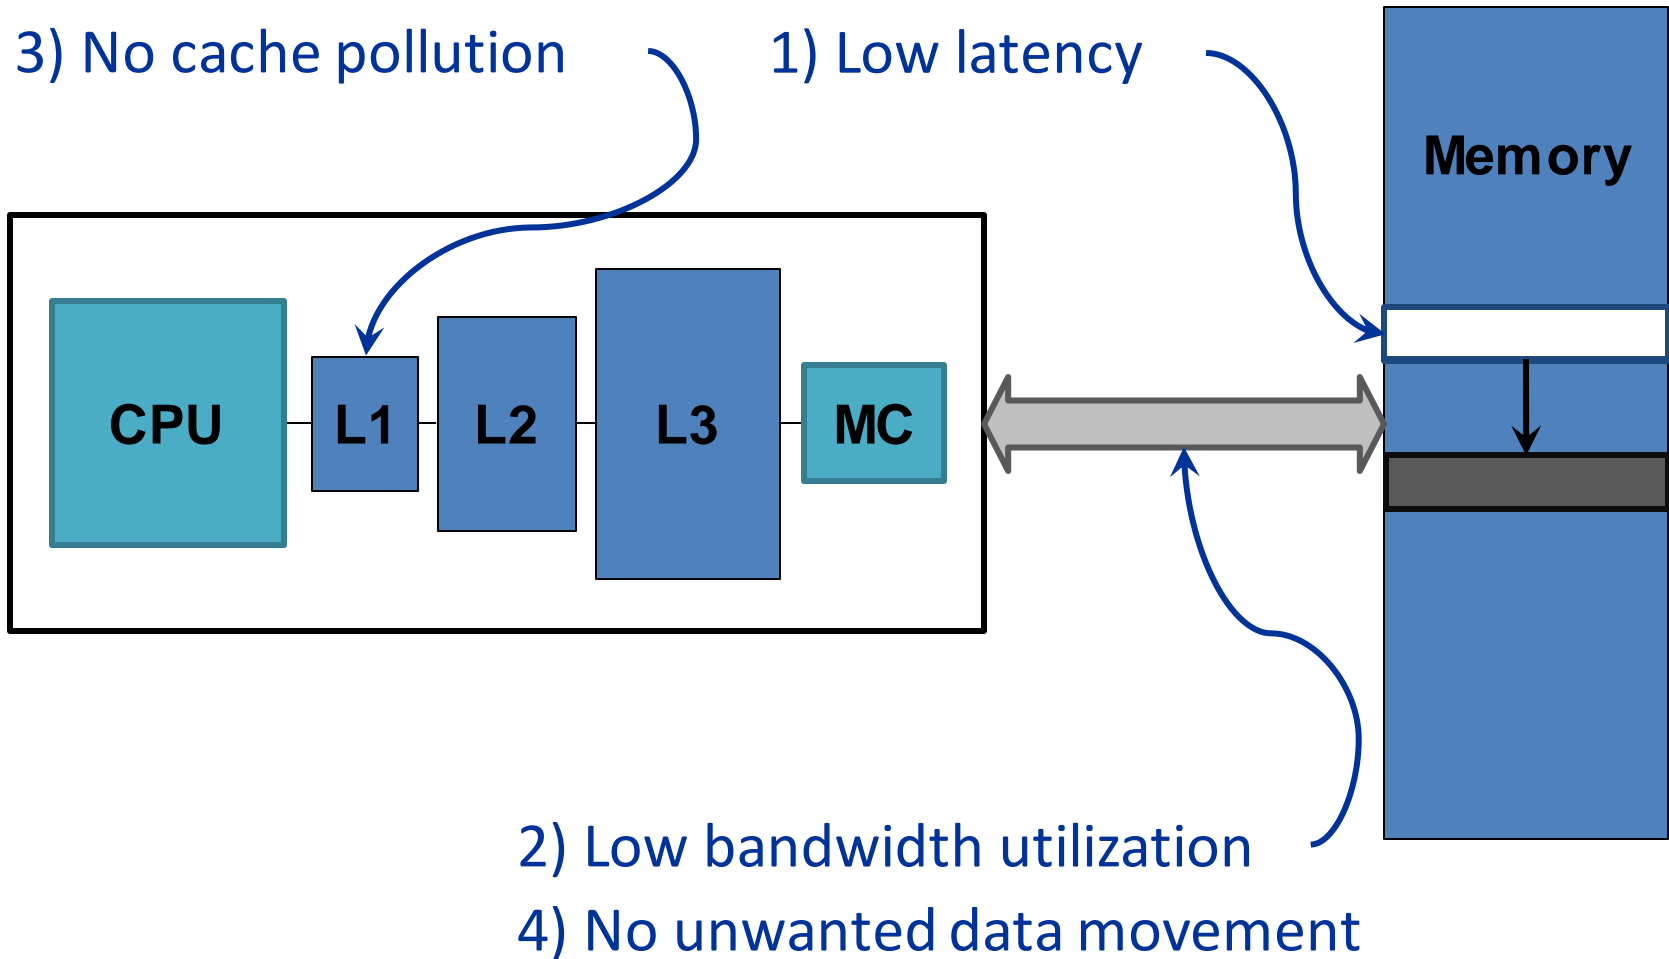 3) No cache pollution
1) Low latency
Memory
CPU
L1
L2
L3
MC
2) Low bandwidth utilization
4) No unwanted data movement